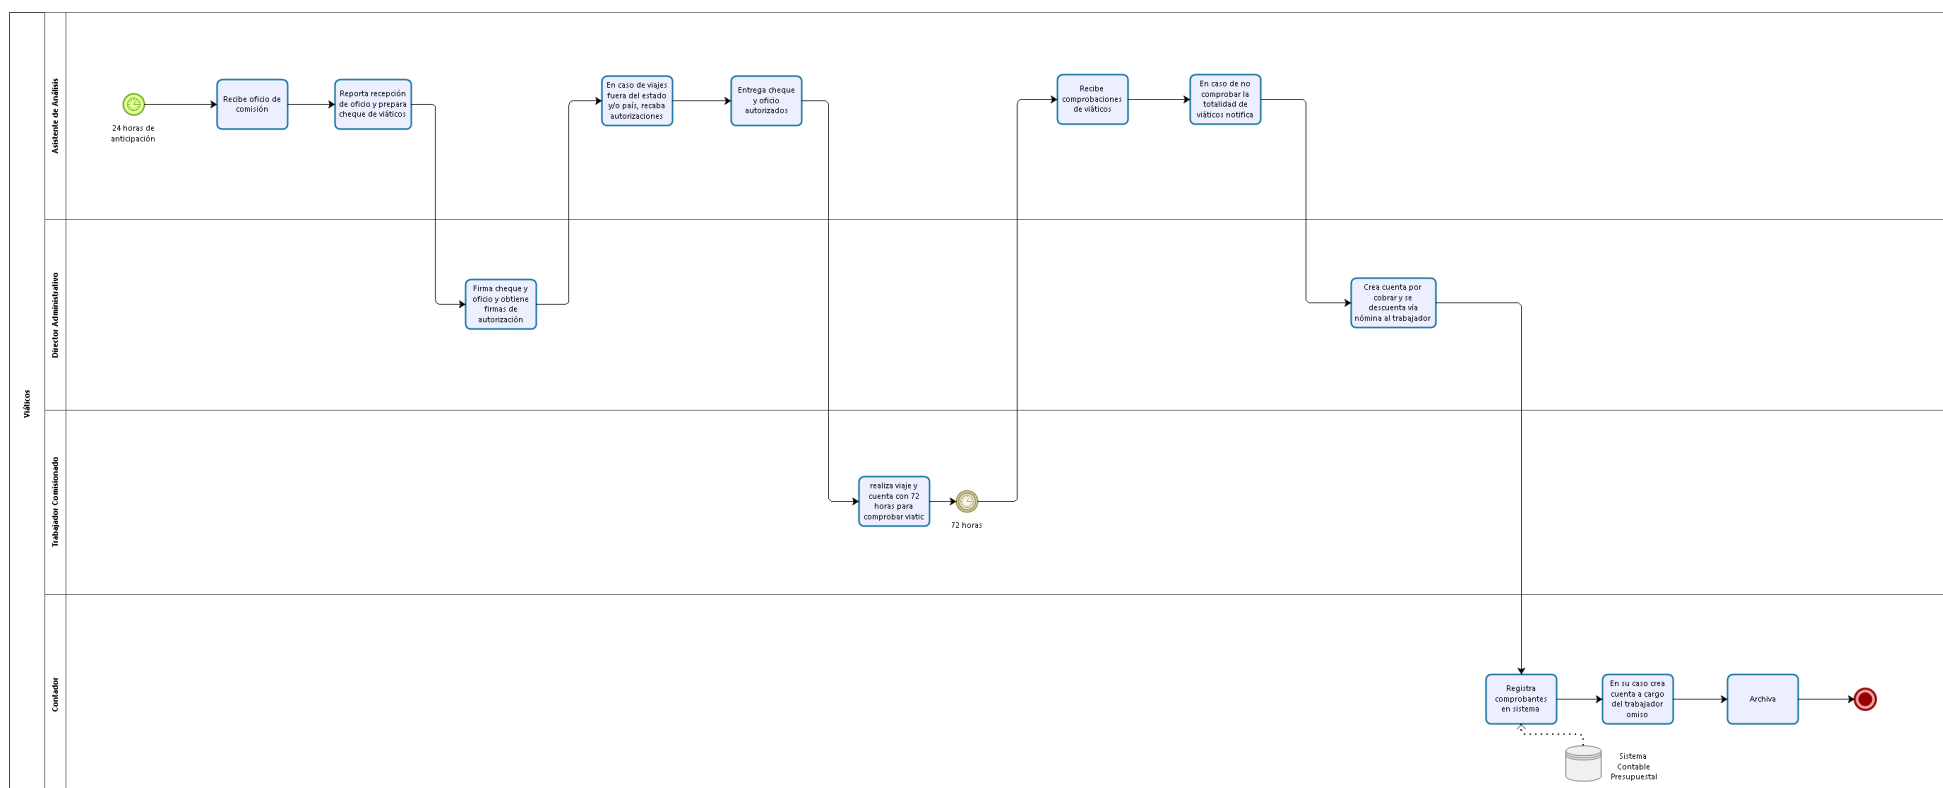 Viáticos
Asistente de Análisis
24 horas de
anticipación
Recibe oficio de
comisión
Reporta recepción
de oficio y prepara
cheque de viáticos
En caso de viajes
fuera del estado
y/o país, recaba
autorizaciones
Entrega cheque
y oficio
autorizados
Recibe
comprobaciones
de viáticos
En caso de no
comprobar la
totalidad de
viáticos notifica
Director Administrativo
Firma cheque y
oficio y obtiene
firmas de
autorización
Crea cuenta por
cobrar y se
descuenta vía
nómina al trabajador
Trabajador Comisionado
realiza viaje y
cuenta con 72
horas para
comprobar viatic
72 horas
Contador
Registra
comprobantes
en sistema
En su caso crea
cuenta a cargo
del trabajador
omiso
Archiva
Sistema
Contable
Presupuestal